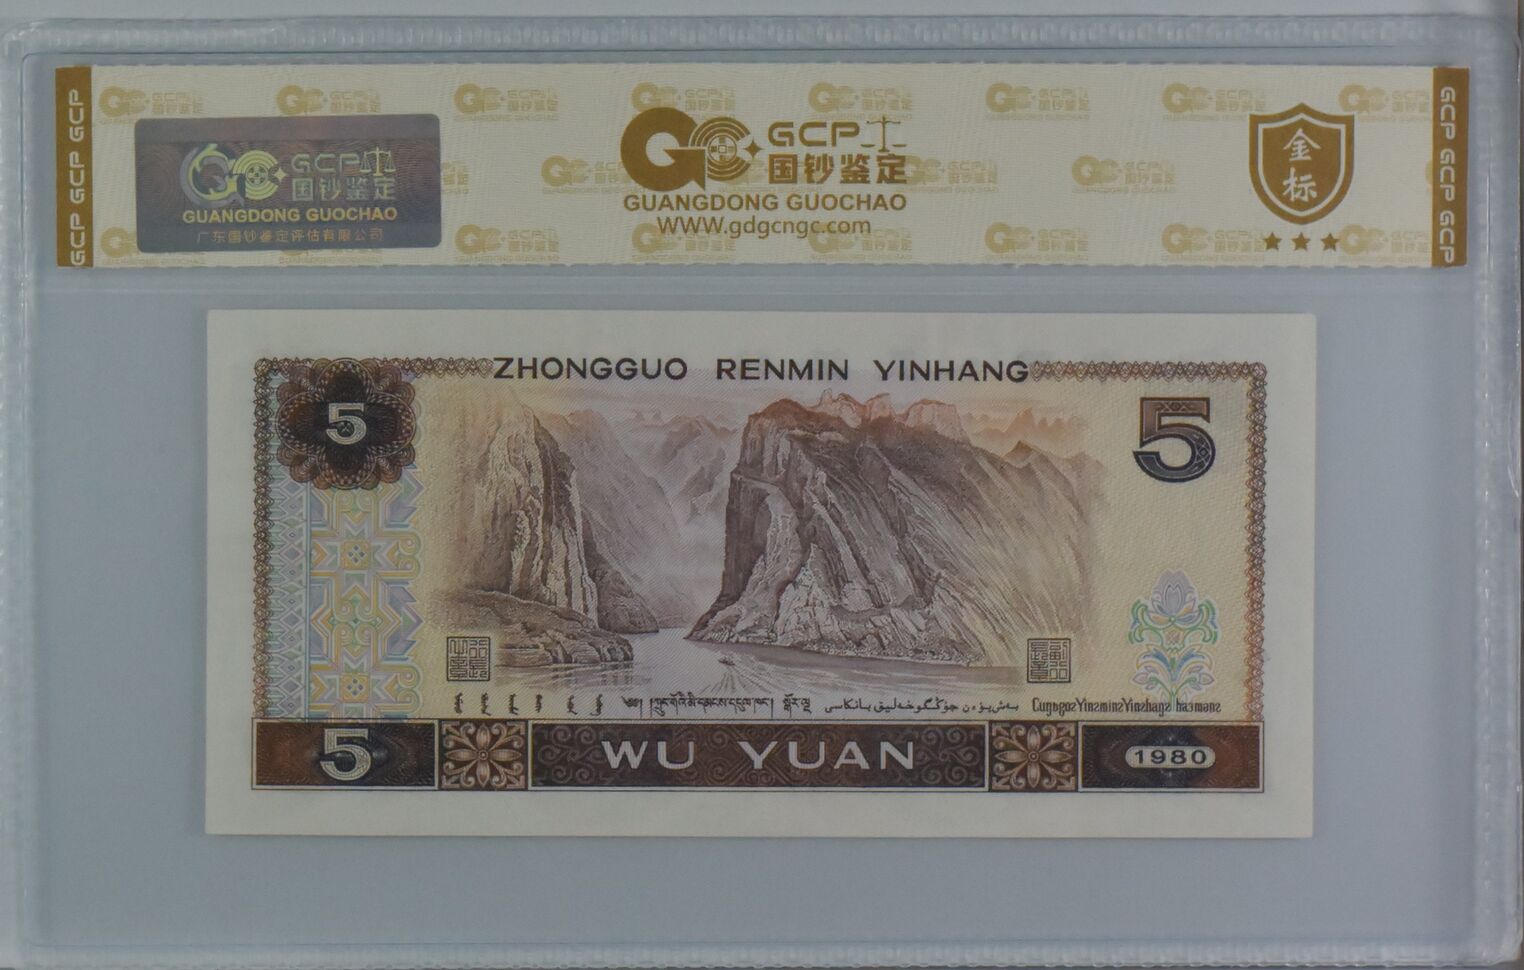 GCP GCP GCP
GCP
国钞鉴定
GUANGDONG GUOCHAO
广东国钞鉴定评估有限公司
GCP
国钞鉴定
GUANGDONG GUOCHAO
WWW.gdgcngc.com
金标
GCP GCP GCP
ZHONGGUO RENMIN YINHANG
5
5
5
WU YUAN
1980